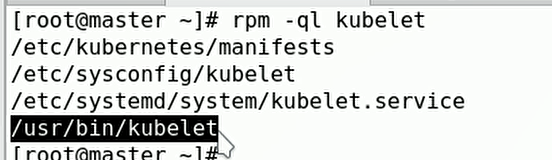 [root@master ~]# rpm -ql kubelet
/etc/kubernetes/manifests
/etc/sysconfig/kubelet
/etc/systemd/system/kubelet.service
/usr/bin/kubelet
[root@master ~]#